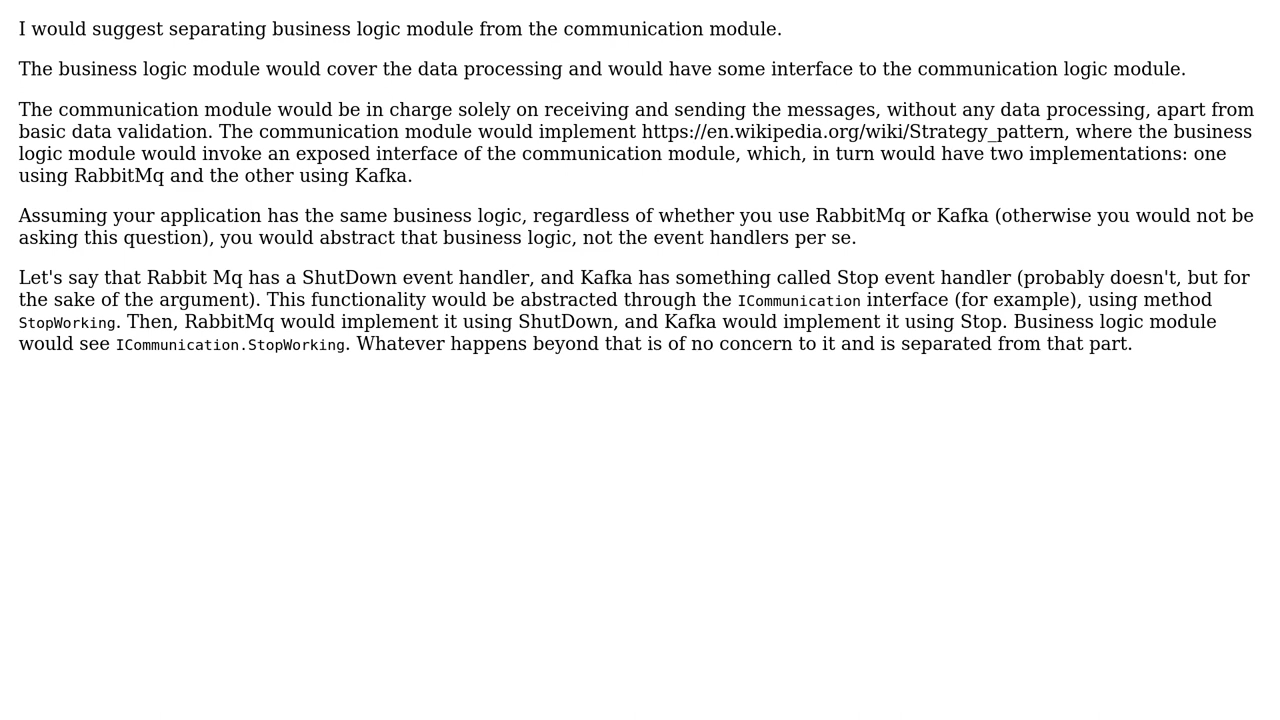 I would suggest separating business logic module from the communication module.
The business logic module would cover the data processing and would have some interface to the communication logic module.
The communication module would be in charge solely on receiving and sending the messages, without any data processing, apart from
basic data validation. The communication module would implement https://en.wikipedia.org/wiki/Strategy_pattern, where the business
logic module would invoke an exposed interface of the communication module, which, in turn would have two implementations: one
using RabbitMq and the other using Kafka.
Assuming your application has the same business logic, regardless of whether you use RabbitMq or Kafka (otherwise you would not be
asking this question), you would abstract that business logic, not the event handlers per se.
Let's say that Rabbit Mq has a ShutDown event handler, and Kafka has something called Stop event handler (probably doesn't, but for
the sake of the argument). This functionality would be abstracted through the ICommunication interface (for example), using method
StopWorking. Then, RabbitMq would implement it using ShutDown, and Kafka would implement it using Stop. Business logic module
would see ICommunication.StopWorking. Whatever happens beyond that is of no concern to it and is separated from that part.